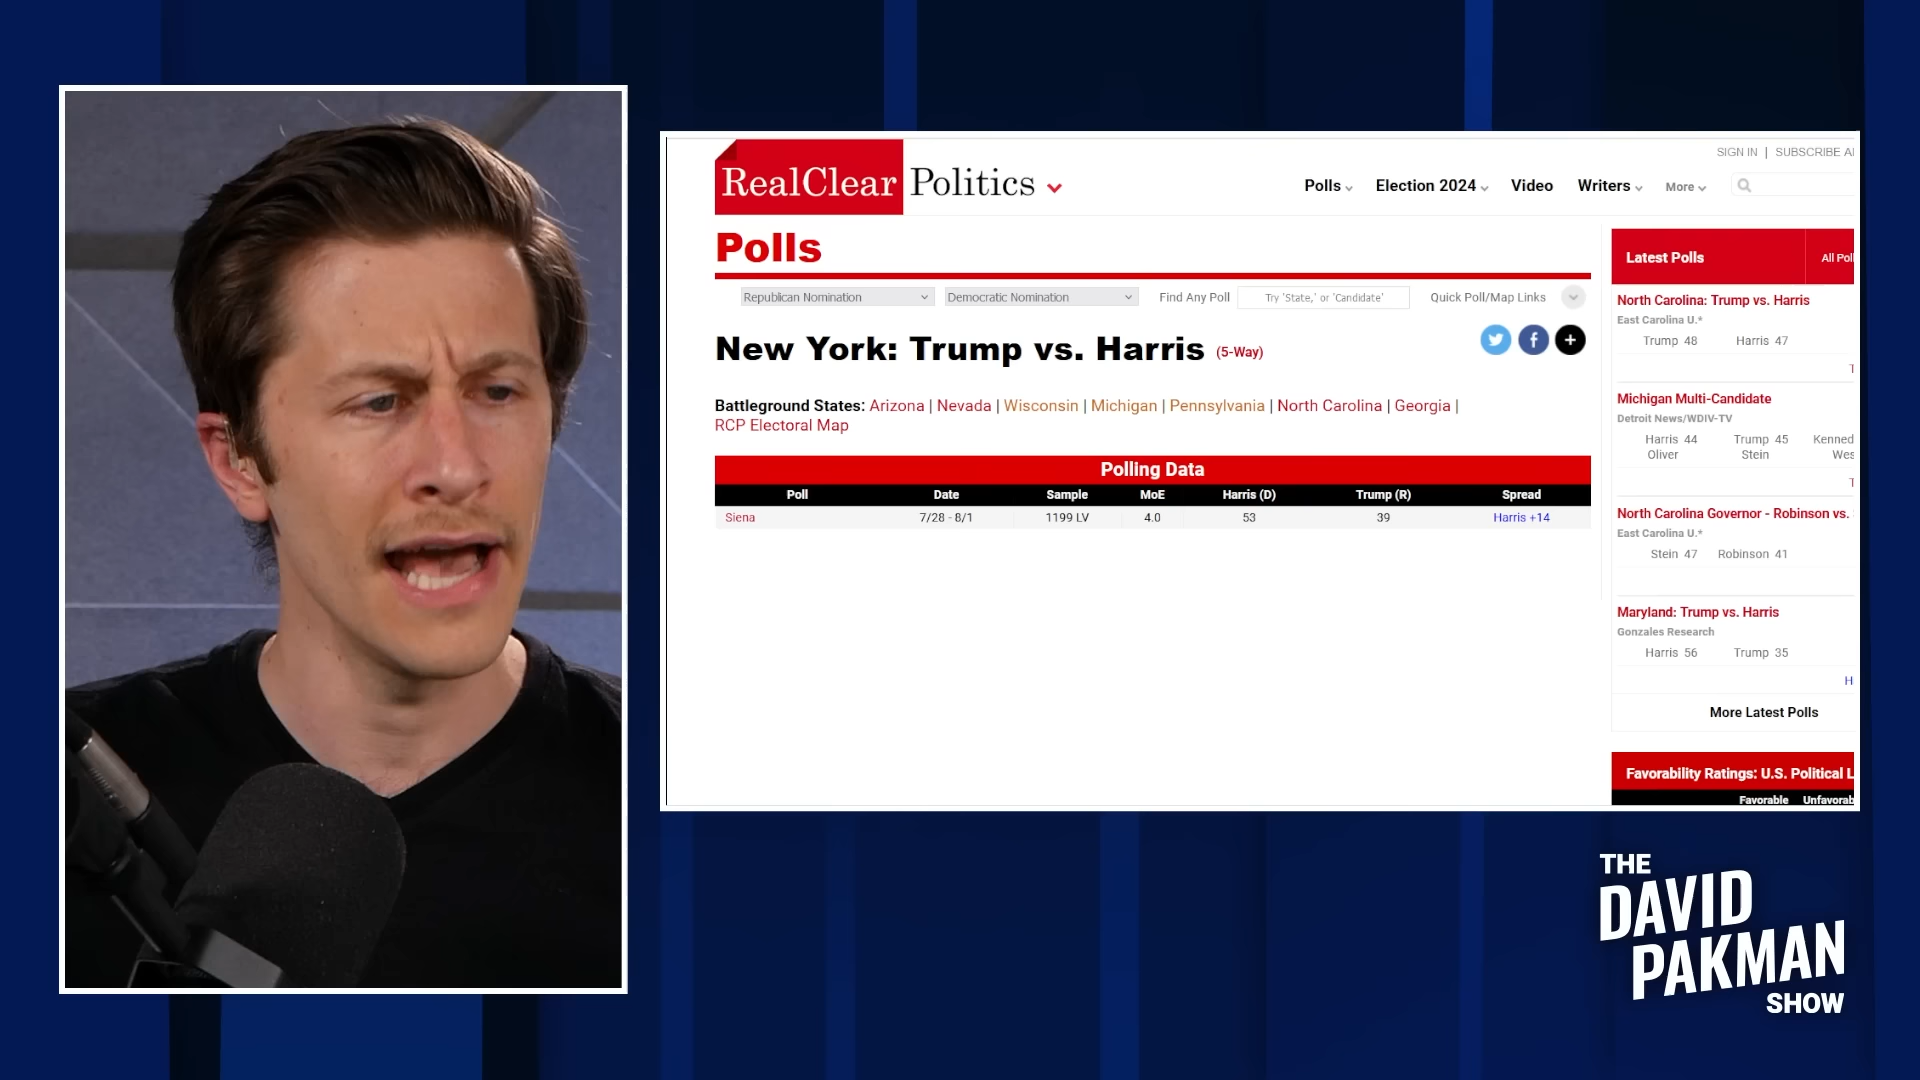 RealClear Politics
SIGN IN | SUBSCRIBE
Polls Election 2024 Video Writers More
Polls
Republican Nomination Democratic Nomination Find Any Poll Try 'State,' or 'Candidate' Quick Poll/Map Links
New York: Trump vs. Harris (5-Way)
Battleground States: Arizona | Nevada | Wisconsin | Michigan | Pennsylvania | North Carolina | Georgia |
RCP Electoral Map
Polling Data
Poll Date Sample MoE Harris (D) Trump (R) Spread
Siena 7/28 - 8/1 1199 LV 4.0 53 39 Harris +14
Latest Polls All
North Carolina: Trump vs. Harris
East Carolina U.*
Trump 48 Harris 47
Michigan Multi-Candidate
Detroit News/WDIV-TV
Harris 44 Trump 45
Oliver Stein
North Carolina Governor - Robinson vs.
East Carolina U.*
Stein 47 Robinson 41
Maryland: Trump vs. Harris
Gonzales Research
Harris 56 Trump 35
More Latest Polls
Favorability Ratings: U.S. Political
Favorable
THE
DAVID
PAKMAN
SHOW